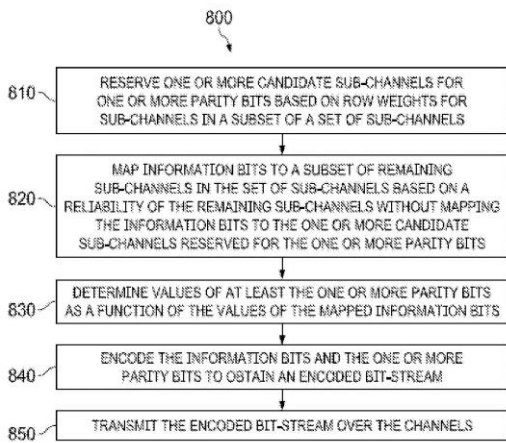 800
810
RESERVE ONE OR MORE CANDIDATE SUB-CHANNELS FOR
ONE OR MORE PARITY BITS BASED ON ROW WEIGHTS FOR
SUB-CHANNELS IN A SUBSET OF A SET OF SUB-CHANNELS
820
MAP INFORMATION BITS TO A SUBSET OF REMAINING
SUB-CHANNELS IN THE SET OF SUB-CHANNELS BASED ON A
RELIABILITY OF THE REMAINING SUB-CHANNELS WITHOUT MAPPING
THE INFORMATION BITS TO THE ONE OR MORE CANDIDATE
SUB-CHANNELS RESERVED FOR THE ONE OR MORE PARITY BITS
830
DETERMINE VALUES OF AT LEAST THE ONE OR MORE PARITY BITS
AS A FUNCTION OF THE VALUES OF THE MAPPED INFORMATION BITS
840
ENCODE THE INFORMATION BITS AND THE ONE OR MORE
PARITY BITS TO OBTAIN AN ENCODED BIT-STREAM
850
TRANSMIT THE ENCODED BIT-STREAM OVER THE CHANNELS